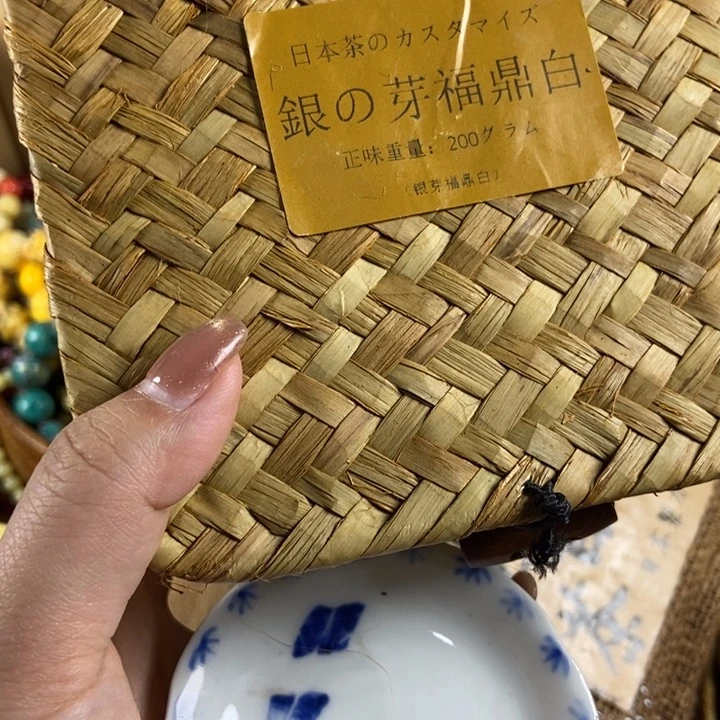 日本茶のカスタマイズ
銀の芽福鼎白
正味重量: 200グラム
(银芽福鼎白)